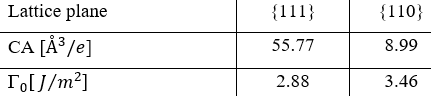 Lattice plane {111} {110}
CA [Å³/e] 55.77 8.99
Γ₀[J/m²] 2.88 3.46